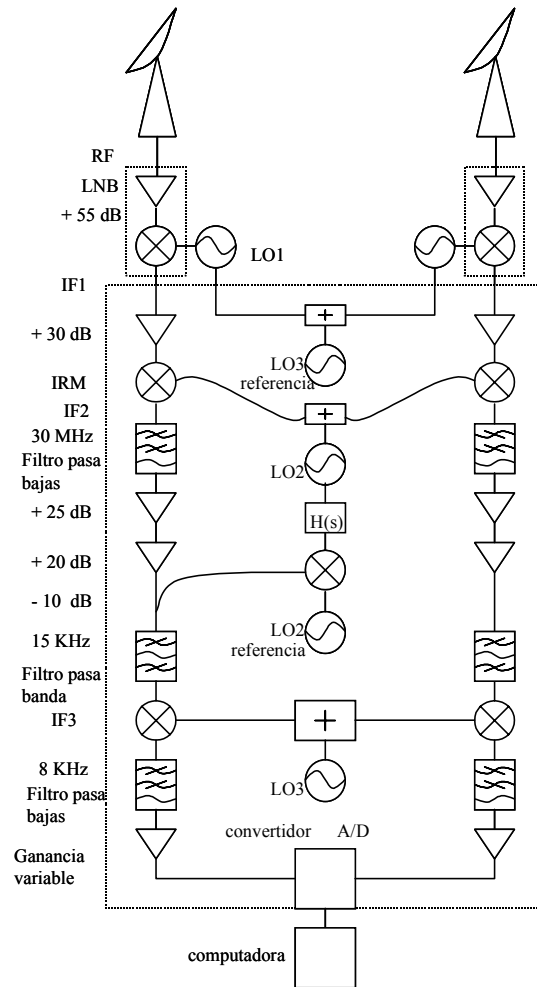 RF
LNB
+ 55 dB
LO1
IF1
+
+ 30 dB
LO3
referencia
IRM
IF2
+
30 MHz
Filtro pasa
bajas
LO2
+ 25 dB
H(s)
+ 20 dB
- 10 dB
LO2
referencia
15 KHz
Filtro pasa
banda
IF3
+
8 KHz
Filtro pasa
bajas
LO3
convertidor A/D
Ganancia
variable
computadora